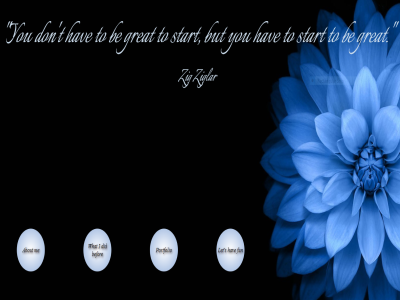 "You don't have to be great to start, but you have to start to be great."
Zig Ziglar
About me
What I did
before
Portfolio
Let's have fun